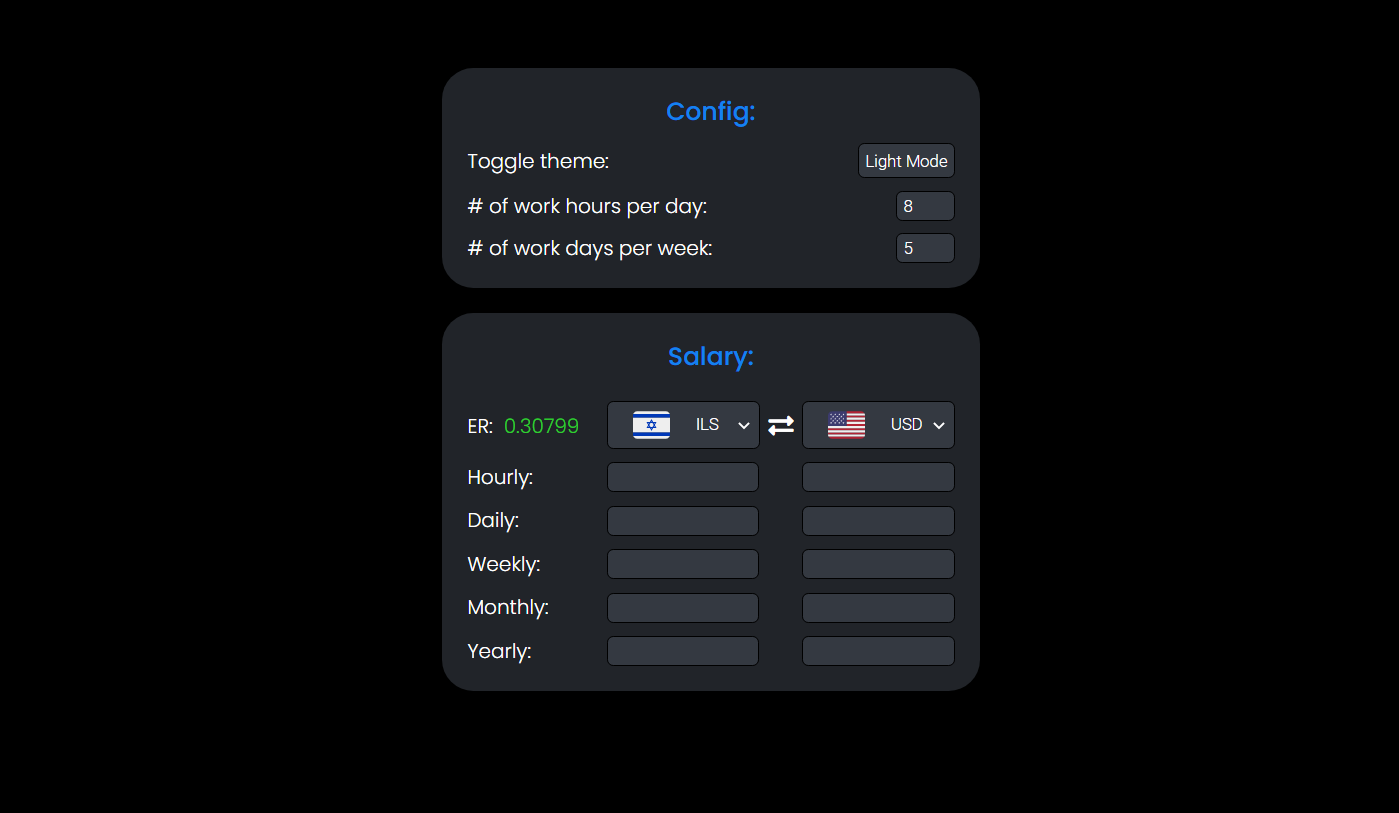 Config:
Toggle theme: Light Mode
# of work hours per day: 8
# of work days per week: 5
Salary:
ER: 0.30799 ILS USD
Hourly:
Daily:
Weekly:
Monthly:
Yearly: